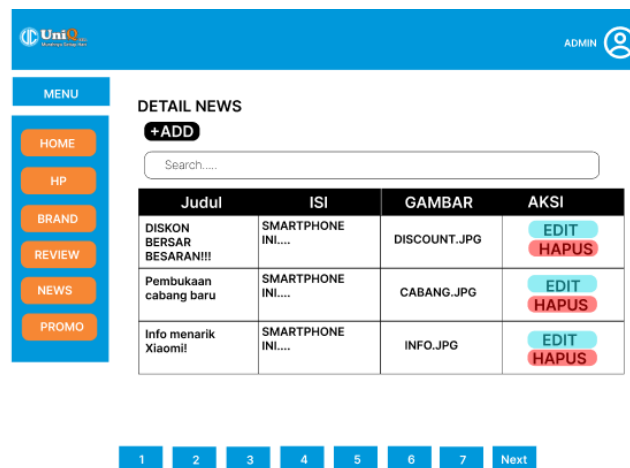 UniQ
ADMIN
MENU
HOME
HP
BRAND
REVIEW
NEWS
PROMO
DETAIL NEWS
+ADD
Search.....
Judul ISI GAMBAR AKSI
DISKON
BERSAR
BESARAN!!!
SMARTPHONE
INI....
DISCOUNT.JPG
EDIT
HAPUS
Pembukaan
cabang baru
SMARTPHONE
INI....
CABANG.JPG
EDIT
HAPUS
Info menarik
Xiaomi!
SMARTPHONE
INI....
INFO.JPG
EDIT
HAPUS
1 2 3 4 5 6 7 Next